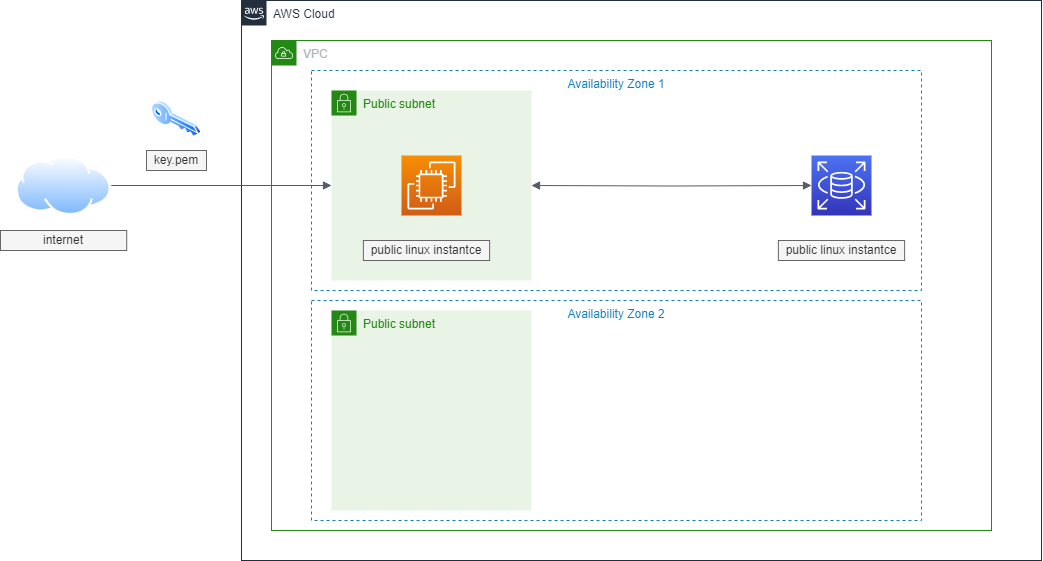 aws
AWS Cloud
VPC
Availability Zone 1
Public subnet
key.pem
internet
public linux instantce
public linux instantce
Availability Zone 2
Public subnet